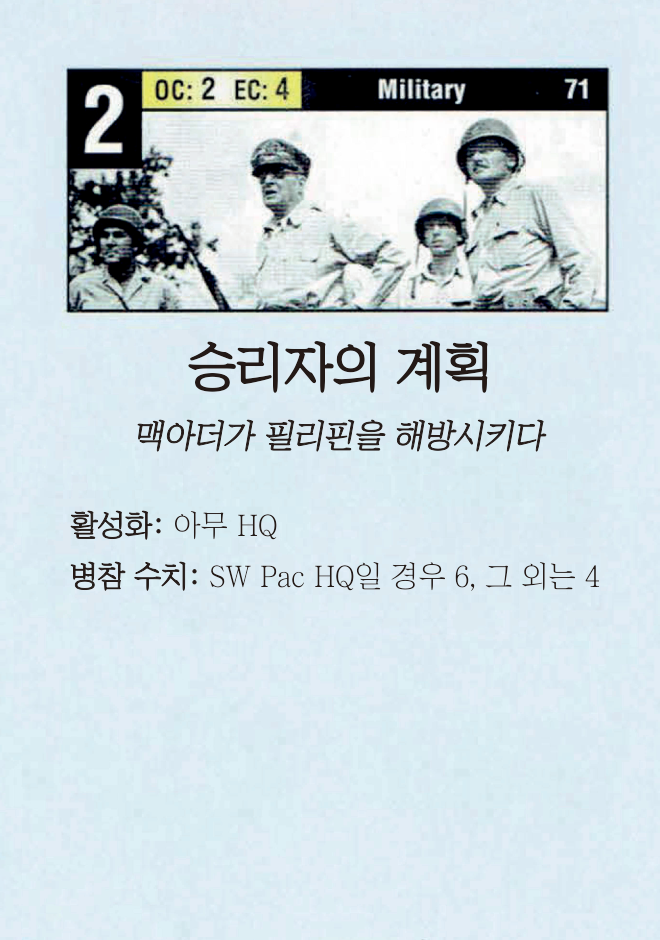 2
OC: 2 EC: 4 Military 71
승리자의 계획
맥아더가 필리핀을 해방시키다
활성화: 아무 HQ
병참 수치: SW Pac HQ일 경우 6, 그 외는 4